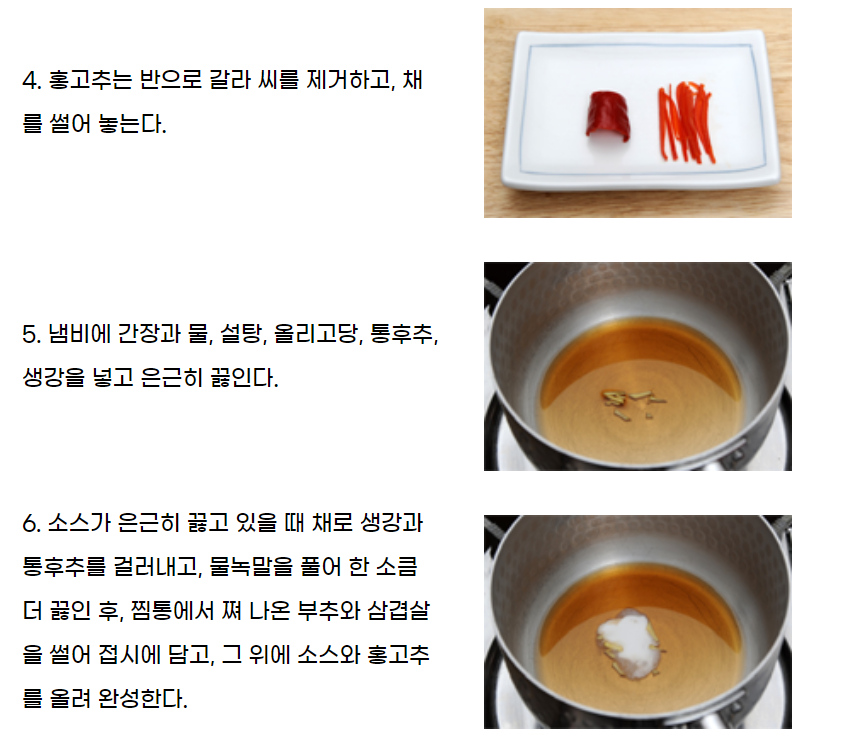 4. 홍고추는 반으로 갈라 씨를 제거하고, 채
를 썰어 놓는다.
5. 냄비에 간장과 물, 설탕, 올리고당, 통후추,
생강을 넣고 은근히 끓인다.
6. 소스가 은근히 끓고 있을 때 채로 생강과
통후추를 걸러내고, 물녹말을 풀어 한 소큼
더 끓인 후, 찜통에서 쪄 나온 부추와 삼겹살
을 썰어 접시에 담고, 그 위에 소스와 홍고추
를 올려 완성한다.